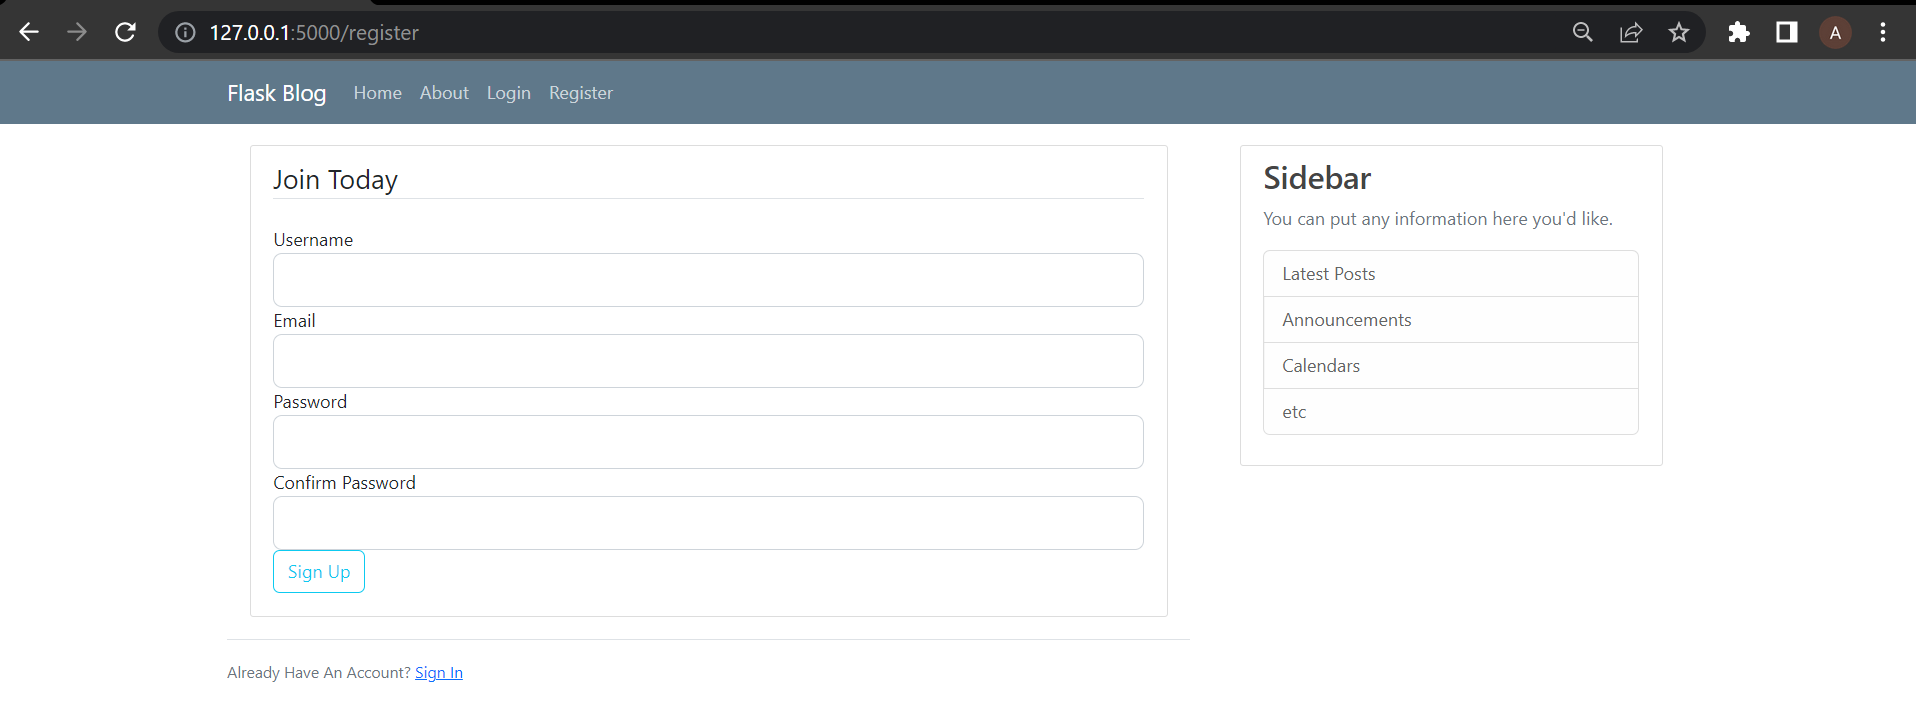 127.0.0.1:5000/register
A
Flask Blog Home About Login Register
Join Today
Username
Email
Password
Confirm Password
Sign Up
Already Have An Account? Sign In
Sidebar
You can put any information here you'd like.
Latest Posts
Announcements
Calendars
etc